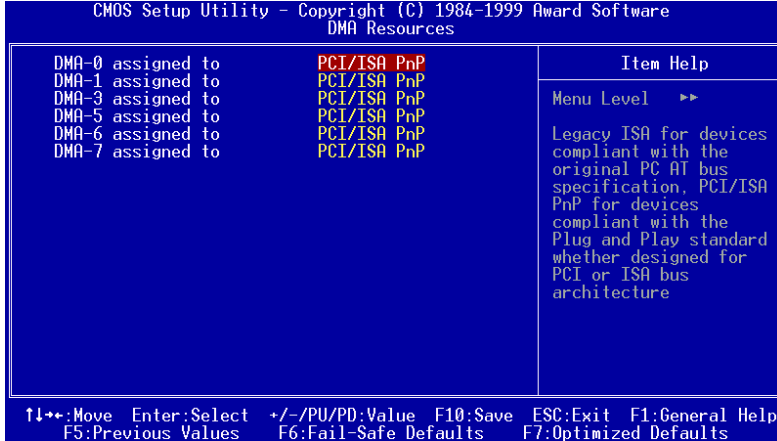 CMOS Setup Utility - Copyright (C) 1984-1999 Award Software
DMA Resources
DMA-0 assigned to PCI/ISA PnP
DMA-1 assigned to PCI/ISA PnP
DMA-3 assigned to PCI/ISA PnP
DMA-5 assigned to PCI/ISA PnP
DMA-6 assigned to PCI/ISA PnP
DMA-7 assigned to PCI/ISA PnP
Item Help
Menu Level ►►
Legacy ISA for devices
compliant with the
original PC AT bus
specification, PCI/ISA
PnP for devices
compliant with the
Plug and Play standard
whether designed for
PCI or ISA bus
architecture
↑↓→←:Move Enter:Select +/-/PU/PD:Value F10:Save ESC:Exit F1:General Help
F5:Previous Values F6:Fail-Safe Defaults F7:Optimized Defaults